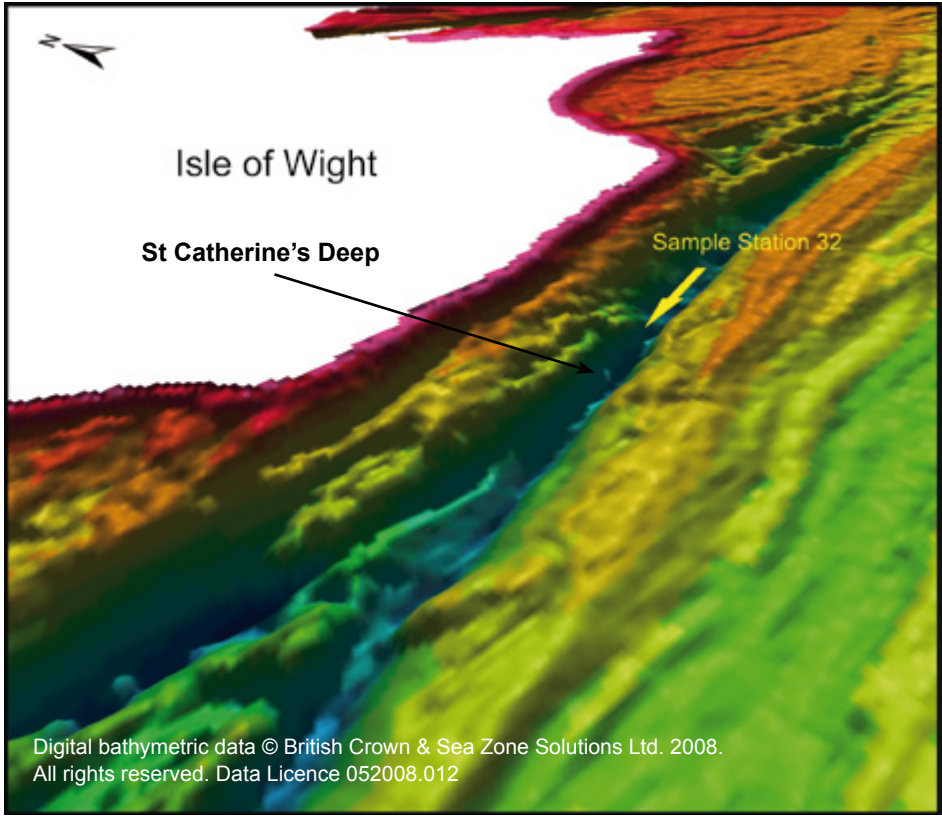 N
Isle of Wight
St Catherine's Deep
Sample Station 32
Digital bathymetric data © British Crown & Sea Zone Solutions Ltd. 2008.
All rights reserved. Data Licence 052008.012